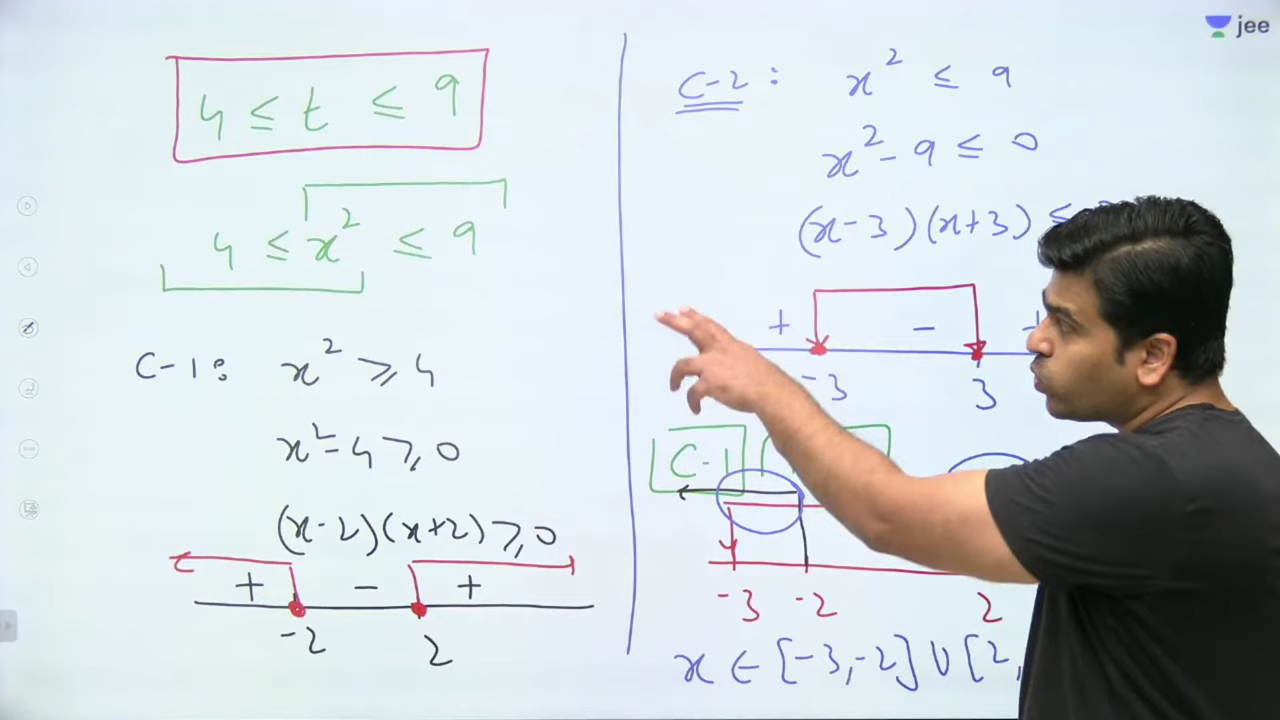 jee
4 ≤ t ≤ 9
4 ≤ x² ≤ 9
C-1: x² ≥ 4
x²-4 ≥ 0
(x-2)(x+2) ≥ 0
+ - +
-2 2
C-2: x² ≤ 9
x²-9 ≤ 0
(x-3)(x+3) ≤
+ - +
-3 3
C-1
-3 -2 2
x ∈ [-3,-2] ∪ [2,